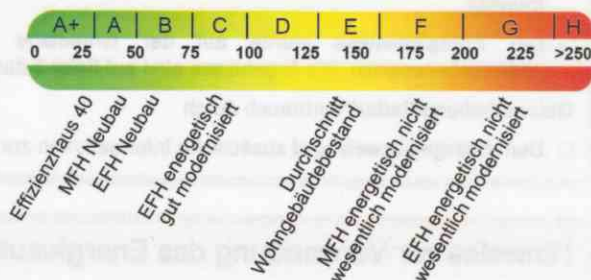 A+ A B C D E F G H
0 25 50 75 100 125 150 175 200 225 >250
Effizienzhaus 40
MFH Neubau
EFH Neubau
EFH energetisch
gut modernisiert
Durchschnitt
Wohngebäudebestand
MFH energetisch nicht
wesentlich modernisiert
EFH energetisch nicht
wesentlich modernisiert